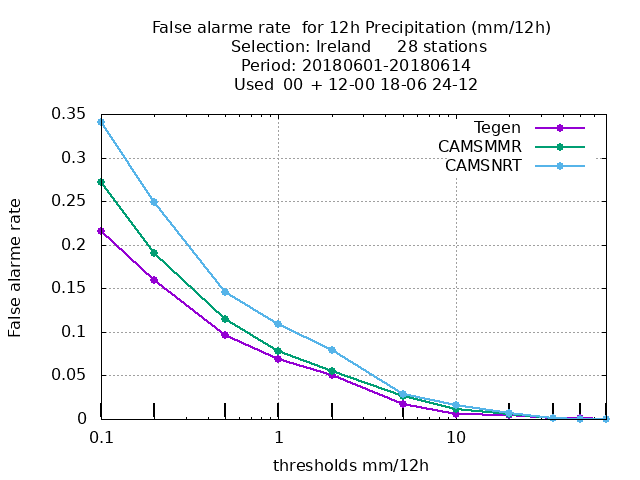 False alarme rate  for 12h Precipitation (mm/12h)
Selection: Ireland     28 stations
Period: 20180601-20180614
Used  00  + 12-00 18-06 24-12
0.35
0.3
0.25
0.2
0.15
0.1
0.05
0
False alarme rate
Tegen
CAMSMMR
CAMSNRT
0.1 1 10
thresholds mm/12h